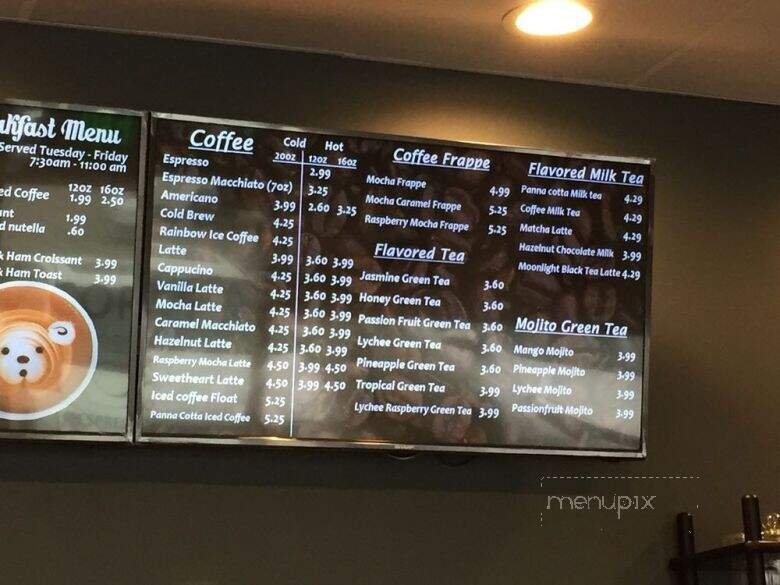 akfast Menu
Served Tuesday - Friday
7:30am - 11:00 am
12oz 16oz
ed Coffee 1.99 2.50
ant 1.99
d nutella .60
& Ham Croissant 3.99
& Ham Toast 3.99
Coffee Cold Hot
20oz 12oz 16oz
Espresso 2.99
Espresso Macchiato (7oz) 3.25
Americano 3.99 2.60 3.25
Cold Brew 4.25
Rainbow Ice Coffee 4.25
Latte 3.99 3.60 3.99
Cappucino 4.25 3.60 3.99
Vanilla Latte 4.25 3.60 3.99
Mocha Latte 4.25 3.60 3.99
Caramel Macchiato 4.25 3.60 3.99
Hazelnut Latte 4.25 3.60 3.99
Raspberry Mocha Latte 4.50 3.99 4.50
Sweetheart Latte 4.50 3.99 4.50
Iced coffee Float 5.25
Panna Cotta Iced Coffee 5.25
Coffee Frappe
Mocha Frappe 4.99
Mocha Caramel Frappe 5.25
Raspberry Mocha Frappe 5.25
Flavored Tea
Jasmine Green Tea 3.60
Honey Green Tea 3.60
Passion Fruit Green Tea 3.60
Lychee Green Tea 3.60
Pineapple Green Tea 3.60
Tropical Green Tea 3.99
Lychee Raspberry Green Tea 3.99
Flavored Milk Tea
Panna cotta Milk tea 4.29
Coffee Milk Tea 4.29
Matcha Latte 4.29
Hazelnut Chocolate Milk 3.99
Moonlight Black Tea Latte 4.29
Mojito Green Tea
Mango Mojito 3.99
Pineapple Mojito 3.99
Lychee Mojito 3.99
Passionfruit Mojito 3.99
menupix